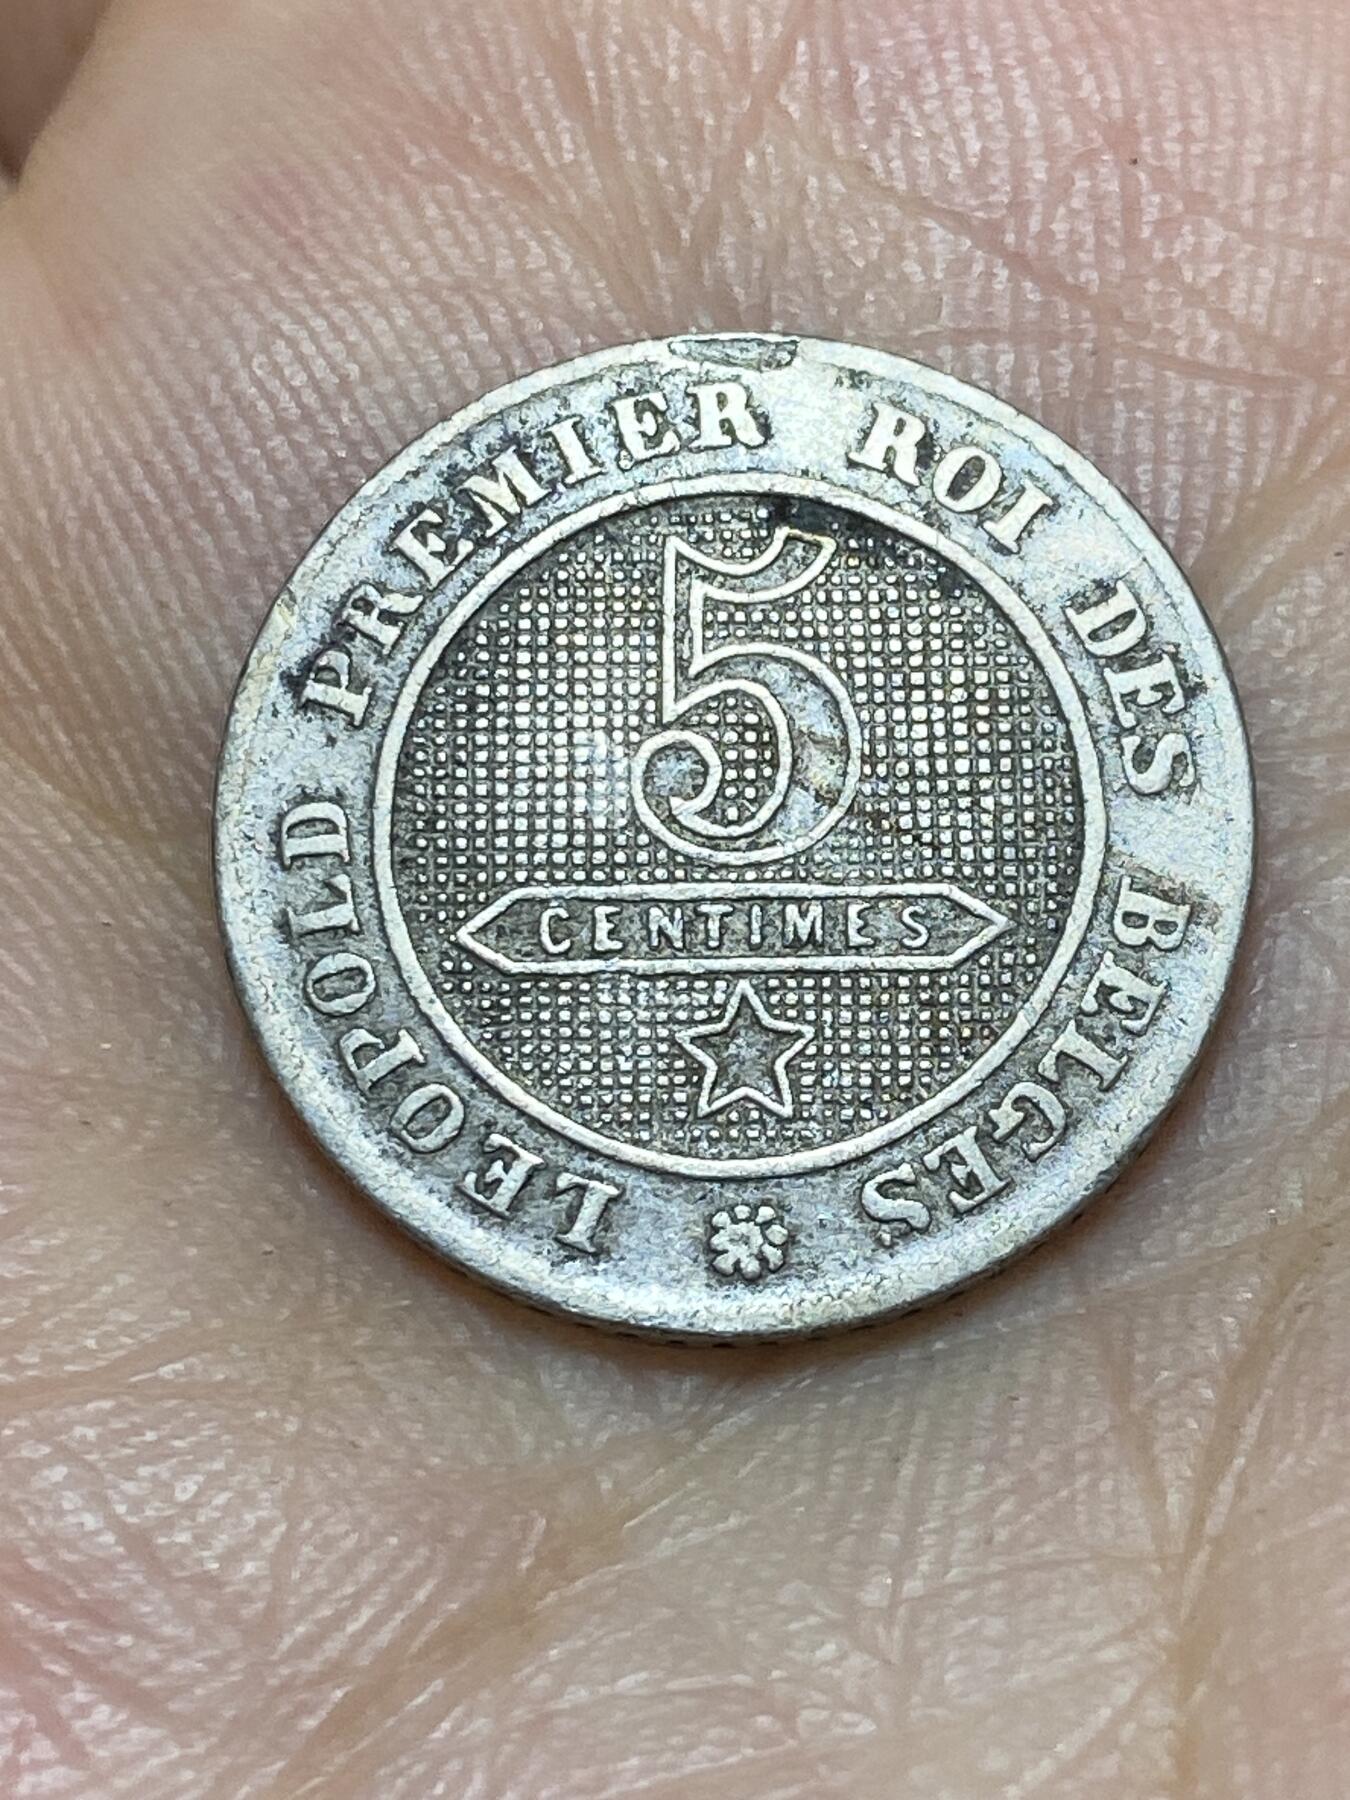 LEOPOLD PREMIER ROI DES BELGES
5
CENTIMES